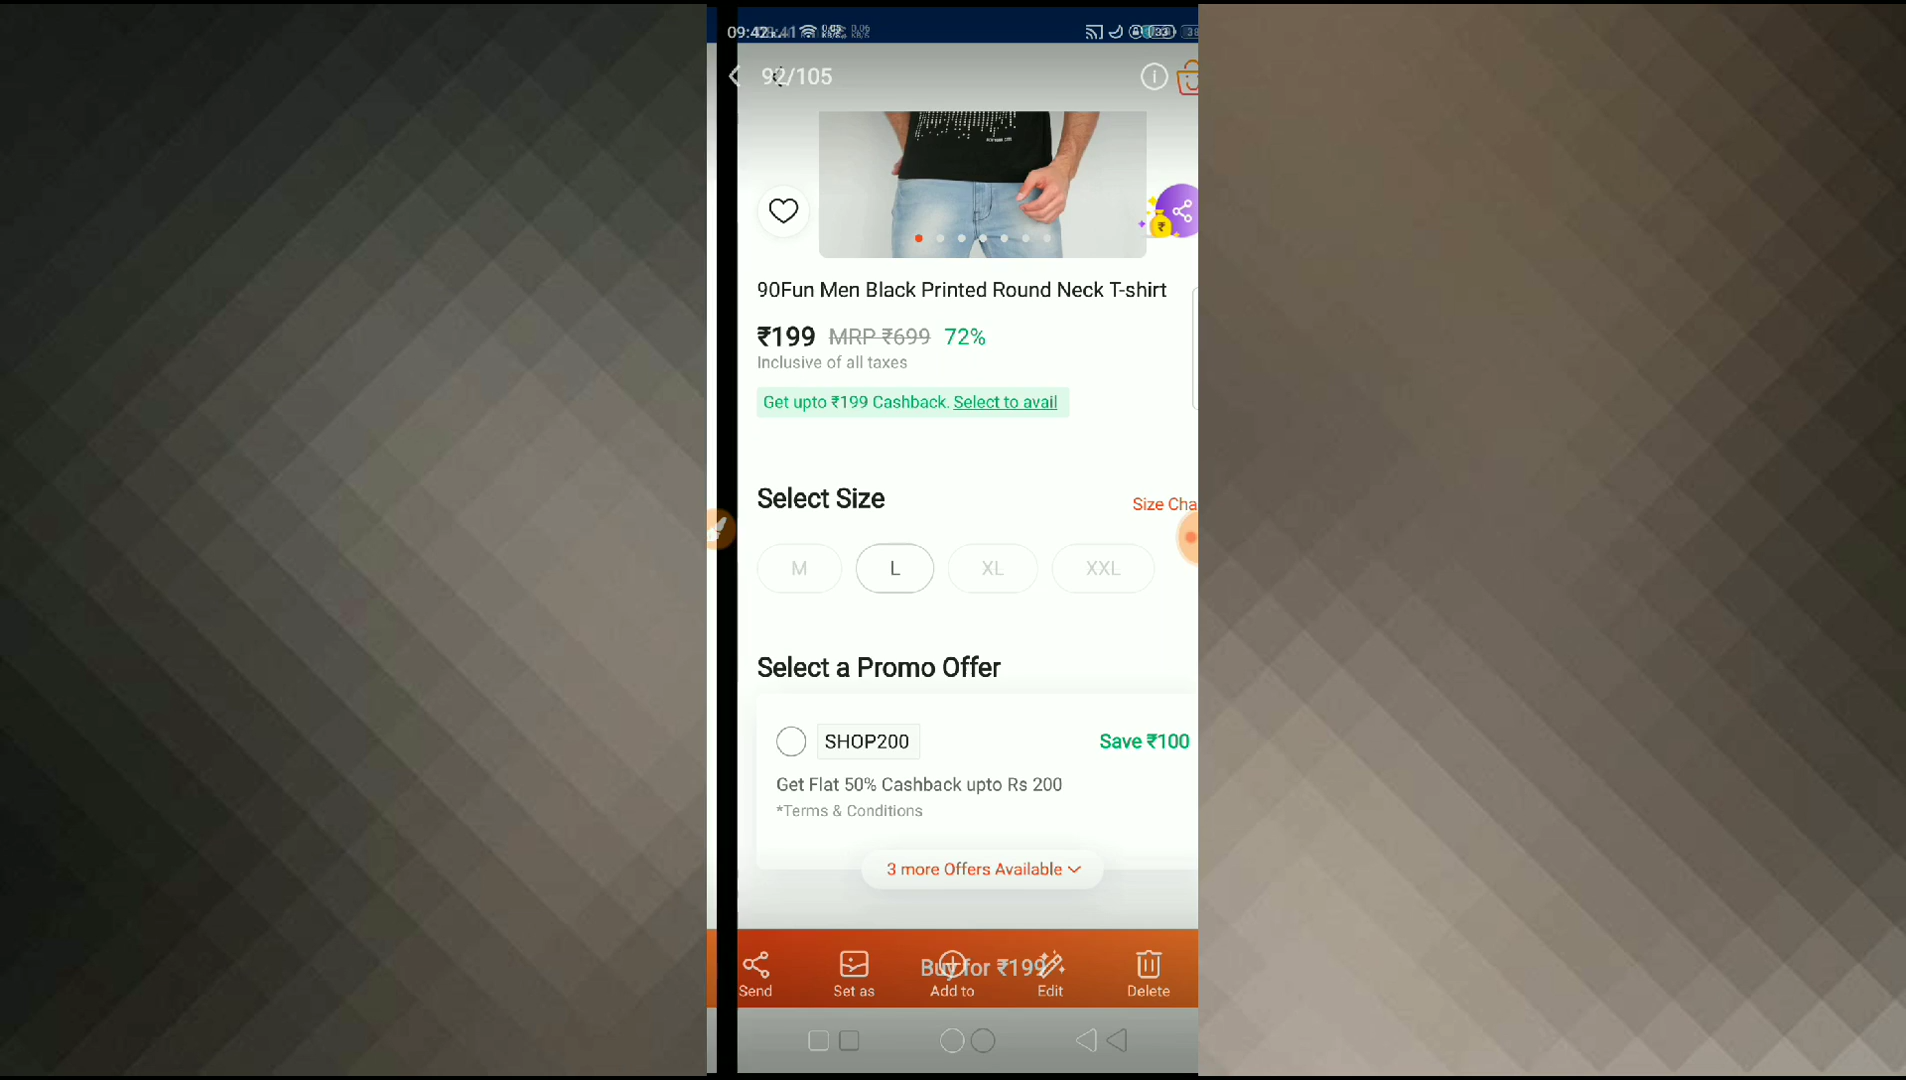 09:42
92/105
90Fun Men Black Printed Round Neck T-shirt
₹199 MRP ₹699 72%
Inclusive of all taxes
Get upto ₹199 Cashback. Select to avail
Select Size
Size Cha
M L XL XXL
Select a Promo Offer
SHOP200 Save ₹100
Get Flat 50% Cashback upto Rs 200
*Terms & Conditions
3 more Offers Available
Buy for ₹199
Send Set as Add to Edit Delete